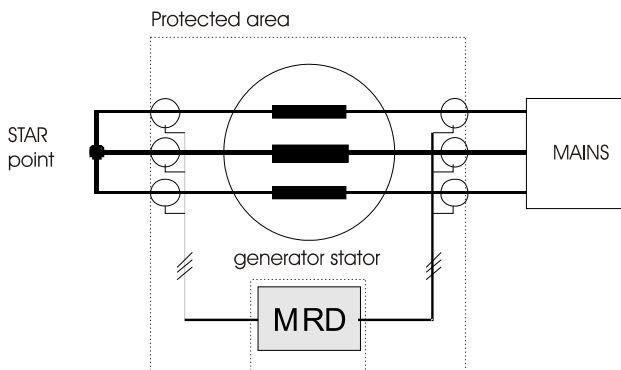 Protected area
STAR
point
MAINS
generator stator
MRD